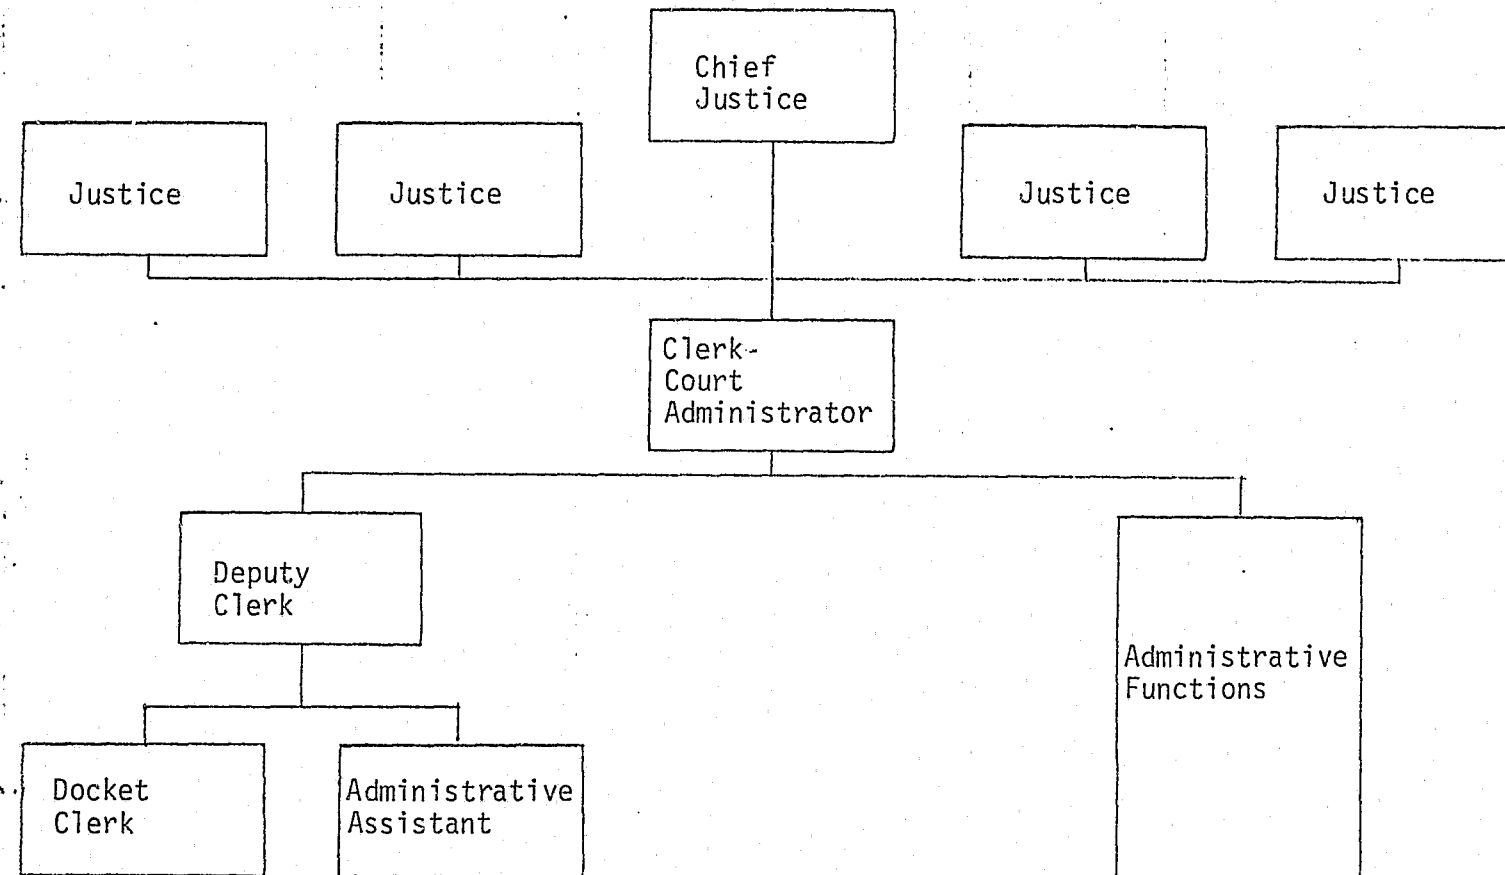 Chief
Justice
Justice
Justice
Justice
Justice
Clerk-
Court
Administrator
Deputy
Clerk
Administrative
Functions
Docket
Clerk
Administrative
Assistant